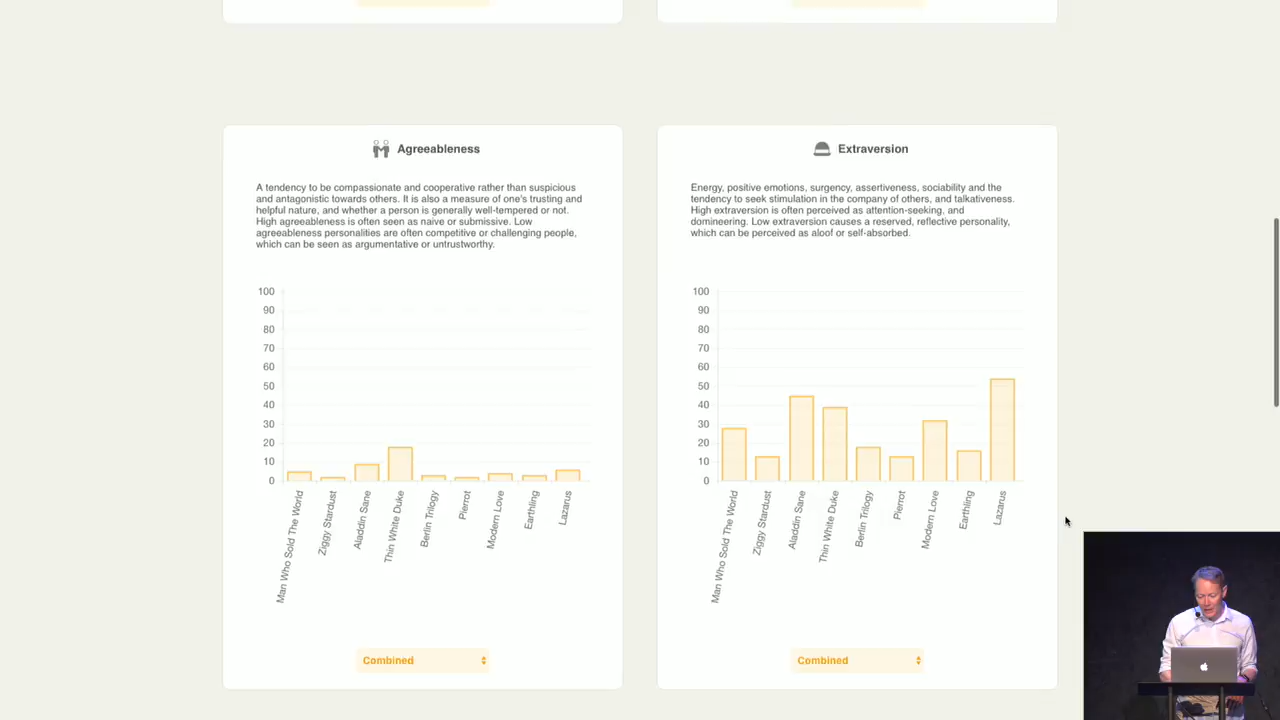 Agreeableness
A tendency to be compassionate and cooperative rather than suspicious
and antagonistic towards others. It is also a measure of one's trusting and
helpful nature, and whether a person is generally well-tempered or not.
High agreeableness is often seen as naive or submissive. Low
agreeableness personalities are often competitive or challenging people,
which can be seen as argumentative or untrustworthy.
100
90
80
70
60
50
40
30
20
10
0
Man Who Sold The World
Ziggy Stardust
Aladdin Sane
Thin White Duke
Berlin Trilogy
Pierrot
Modern Love
Earthling
Lazarus
Combined
Extraversion
Energy, positive emotions, surgency, assertiveness, sociability and the
tendency to seek stimulation in the company of others, and talkativeness.
High extraversion is often perceived as attention-seeking, and
domineering. Low extraversion causes a reserved, reflective personality,
which can be perceived as aloof or self-absorbed.
100
90
80
70
60
50
40
30
20
10
0
Man Who Sold The World
Ziggy Stardust
Aladdin Sane
Thin White Duke
Berlin Trilogy
Pierrot
Modern Love
Earthling
Lazarus
Combined